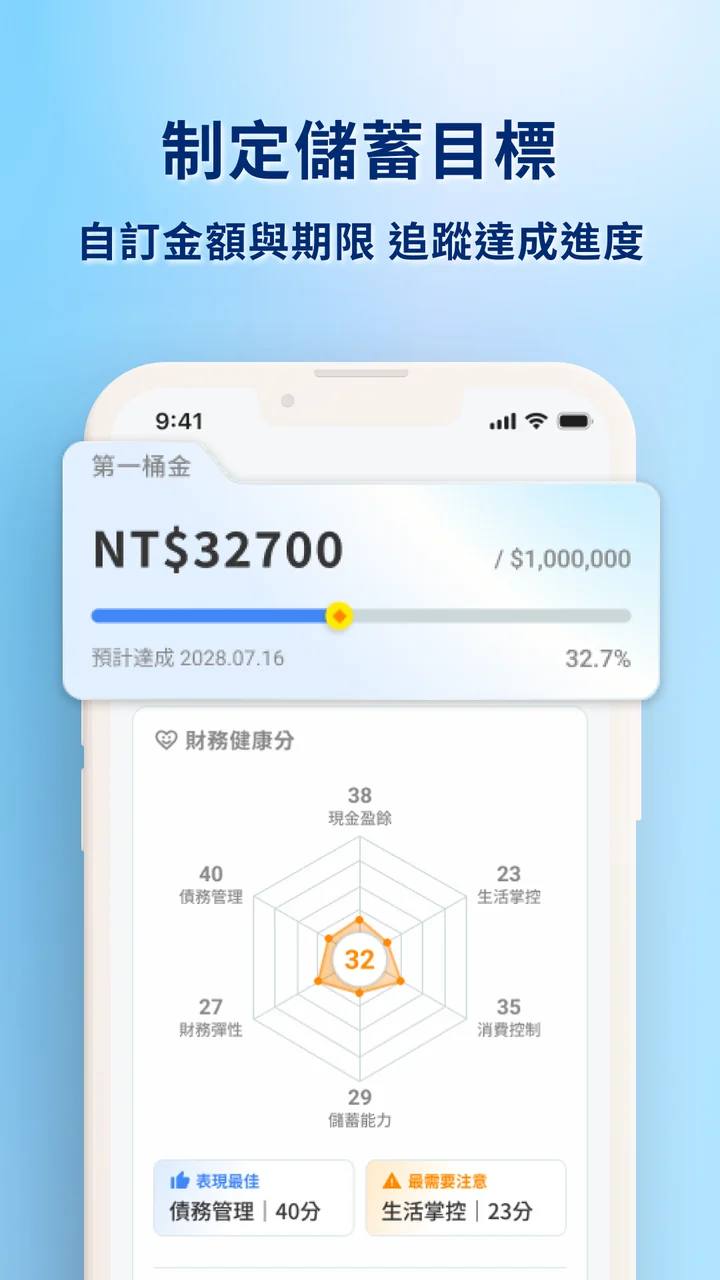 制定儲蓄目標
自訂金額與期限 追蹤達成進度
9:41
第一桶金
NT$32700
/ $1,000,000
預計達成 2028.07.16
32.7%
財務健康分
38
現金盈餘
40
債務管理
23
生活掌控
32
27
財務彈性
35
消費控制
29
儲蓄能力
表現最佳
債務管理｜40分
最需要注意
生活掌控｜23分